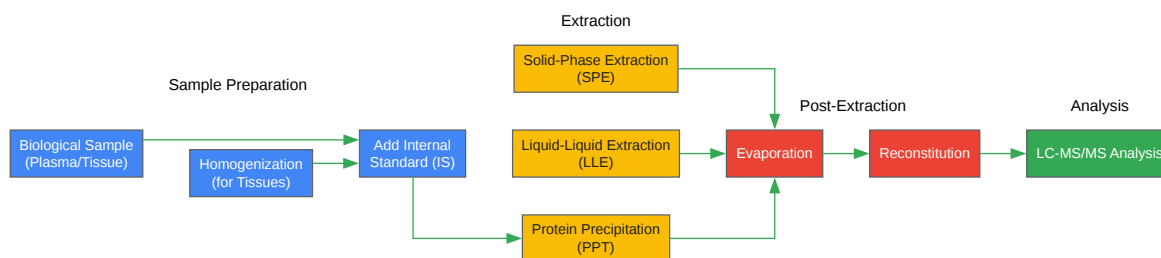 Extraction
Solid-Phase Extraction
(SPE)
Sample Preparation
Post-Extraction
Analysis
Biological Sample
(Plasma/Tissue)
Homogenization
(for Tissues)
Add Internal
Standard (IS)
Liquid-Liquid Extraction
(LLE)
Evaporation
Reconstitution
LC-MS/MS Analysis
Protein Precipitation
(PPT)